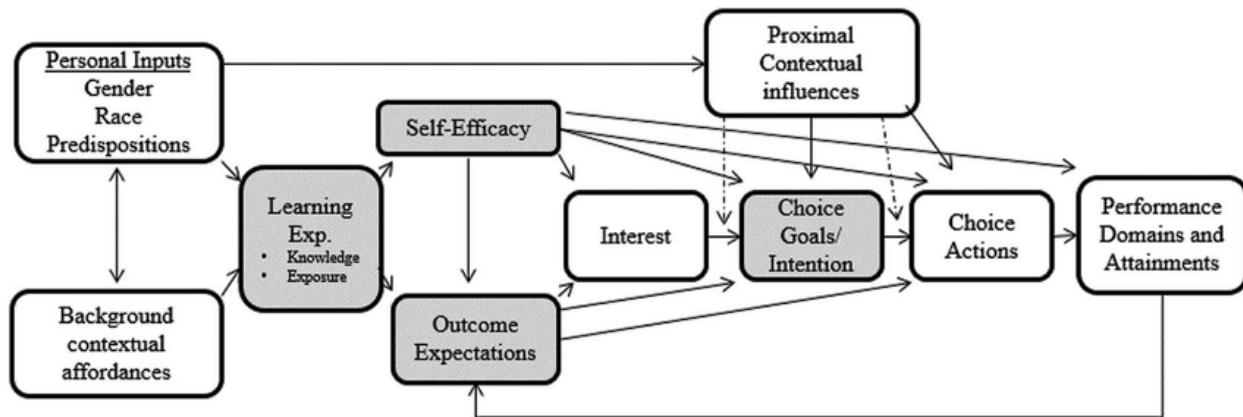 Personal Inputs
Gender
Race
Predispositions
Background
contextual
affordances
Learning
Exp.
• Knowledge
• Exposure
Self-Efficacy
Outcome
Expectations
Interest
Proximal
Contextual
influences
Choice
Goals/
Intention
Choice
Actions
Performance
Domains and
Attainments